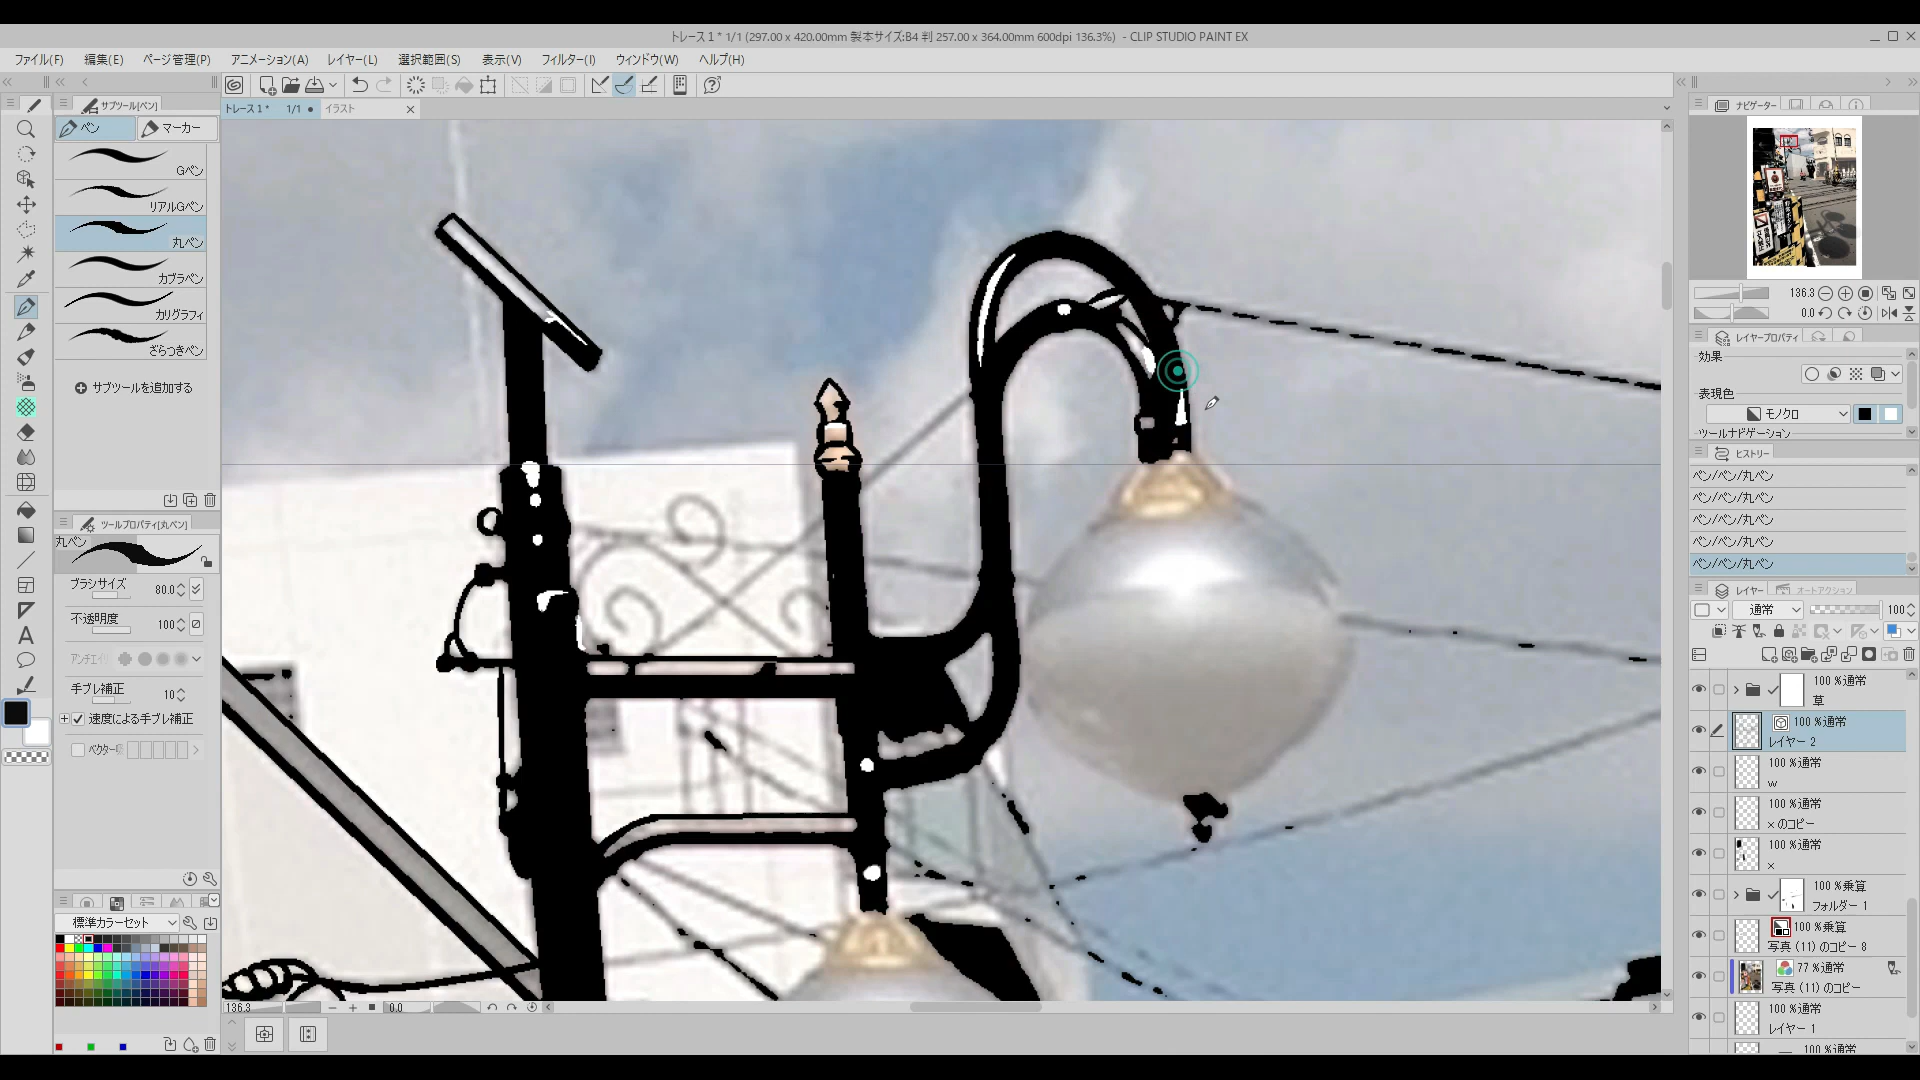 トレース1* 1/1 (297.00 x 420.00mm 製本サイズ:B4 判 257.00 x 364.00mm 600dpi 136.3%) - CLIP STUDIO PAINT EX
ファイル(F) 編集(E) ページ管理(P) アニメーション(A) レイヤー(L) 選択範囲(S) 表示(V) フィルター(I) ウィンドウ(W) ヘルプ(H)
サブツール[ペン]
トレース1* 1/1
イラスト
ナビゲーター
ペン
マーカー
Gペン
リアルGペン
丸ペン
カブラペン
カリグラフィ
ざらつきペン
サブツールを追加する
ツールプロパティ[丸ペン]
丸ペン
ブラシサイズ 80.0
不透明度 100
手ブレ補正 10
速度による手ブレ補正
標準カラーセット
136.3
0.0
136.3
0.0
レイヤープロパティ
効果
表現色
モノクロ
ツールナビゲーション
ヒストリー
ペン/ペン/丸ペン
ペン/ペン/丸ペン
ペン/ペン/丸ペン
ペン/ペン/丸ペン
ペン/ペン/丸ペン
レイヤー
オートアクション
通常 100
100 %通常
草
100 %通常
レイヤー 2
100 %通常
w
100 %通常
x のコピー
100 %通常
x
100 %乗算
フォルダー 1
100 %乗算
写真 (11) のコピー 8
77 %通常
写真 (11) のコピー
100 %通常
レイヤー 1
100 %通常